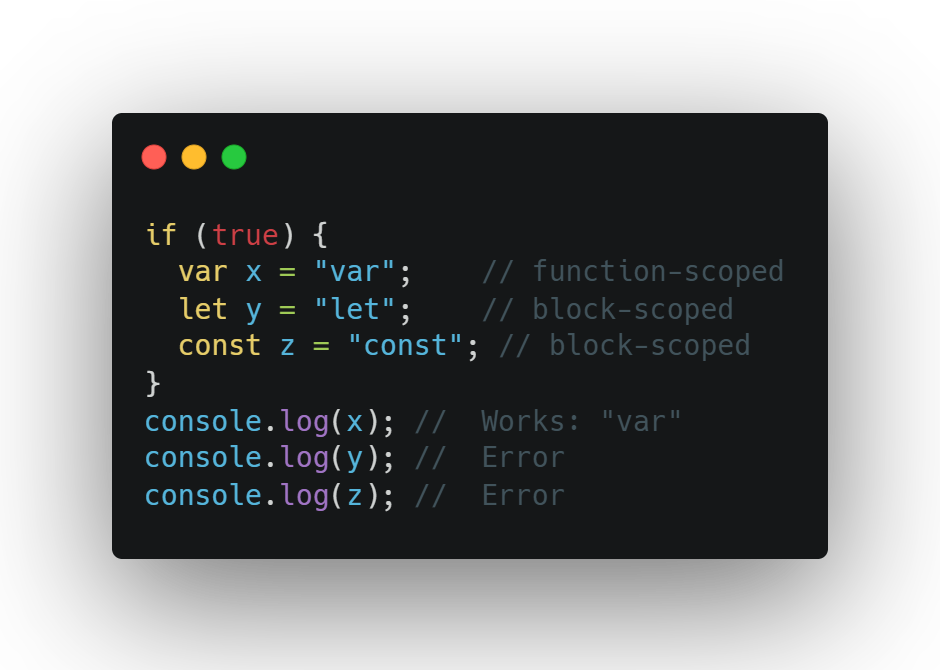 if (true) {
  var x = "var";    // function-scoped
  let y = "let";    // block-scoped
  const z = "const"; // block-scoped
}
console.log(x); //  Works: "var"
console.log(y); //  Error
console.log(z); //  Error